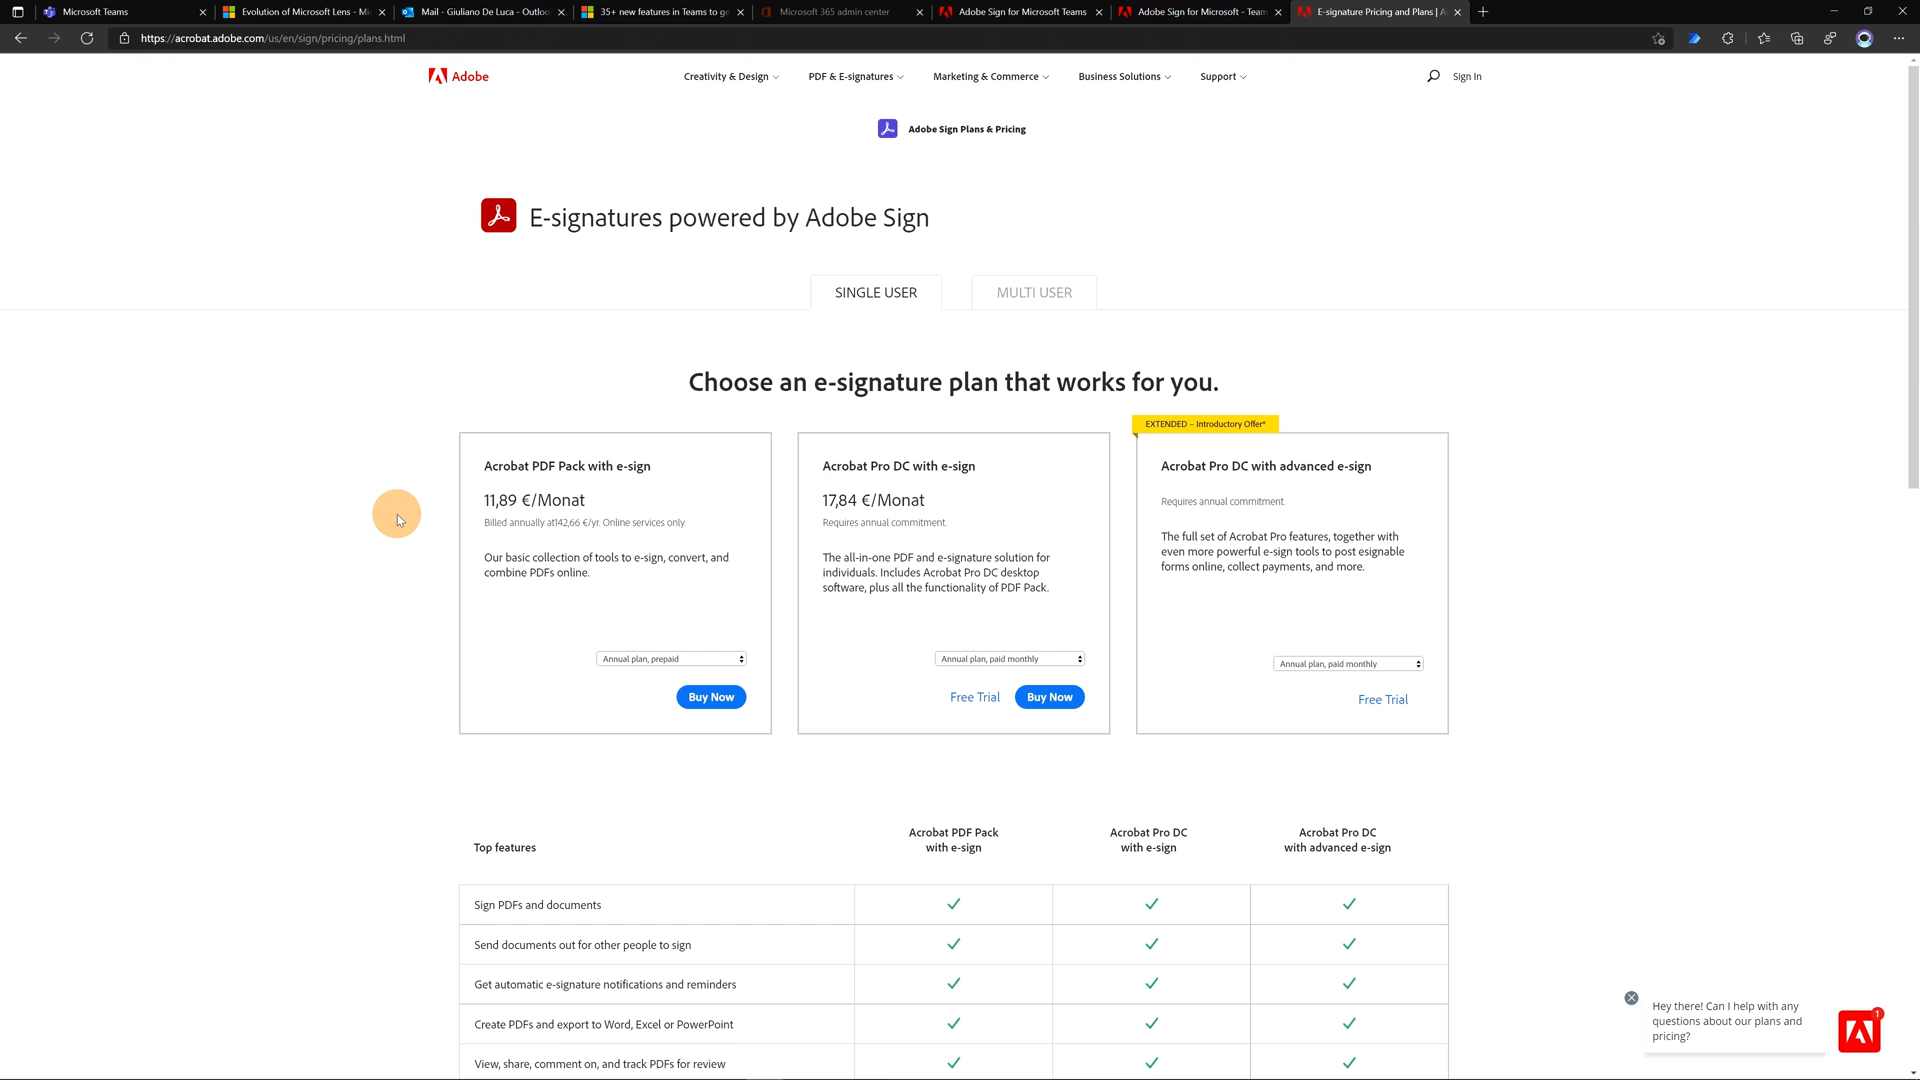 Microsoft Teams
Evolution of Microsoft Lens - Mi
Mail - Giuliano De Luca - Outloo
35+ new features in Teams to ge
Microsoft 365 admin center
Adobe Sign for Microsoft Teams
Adobe Sign for Microsoft - Team
E-signature Pricing and Plans | A
https://acrobat.adobe.com/us/en/sign/pricing/plans.html
Adobe
Creativity & Design
PDF & E-signatures
Marketing & Commerce
Business Solutions
Support
Sign In
Adobe Sign Plans & Pricing
E-signatures powered by Adobe Sign
SINGLE USER
MULTI USER
Choose an e-signature plan that works for you.
EXTENDED – Introductory Offer*
Acrobat PDF Pack with e-sign
11,89 €/Monat
Billed annually at142,66 €/yr. Online services only.
Our basic collection of tools to e-sign, convert, and
combine PDFs online.
Annual plan, prepaid
Buy Now
Acrobat Pro DC with e-sign
17,84 €/Monat
Requires annual commitment.
The all-in-one PDF and e-signature solution for
individuals. Includes Acrobat Pro DC desktop
software, plus all the functionality of PDF Pack.
Annual plan, paid monthly
Free Trial
Buy Now
Acrobat Pro DC with advanced e-sign
Requires annual commitment.
The full set of Acrobat Pro features, together with
even more powerful e-sign tools to post esignable
forms online, collect payments, and more.
Annual plan, paid monthly
Free Trial
Top features
Acrobat PDF Pack
with e-sign
Acrobat Pro DC
with e-sign
Acrobat Pro DC
with advanced e-sign
Sign PDFs and documents
Send documents out for other people to sign
Get automatic e-signature notifications and reminders
Create PDFs and export to Word, Excel or PowerPoint
View, share, comment on, and track PDFs for review
Hey there! Can I help with any
questions about our plans and
pricing?
1